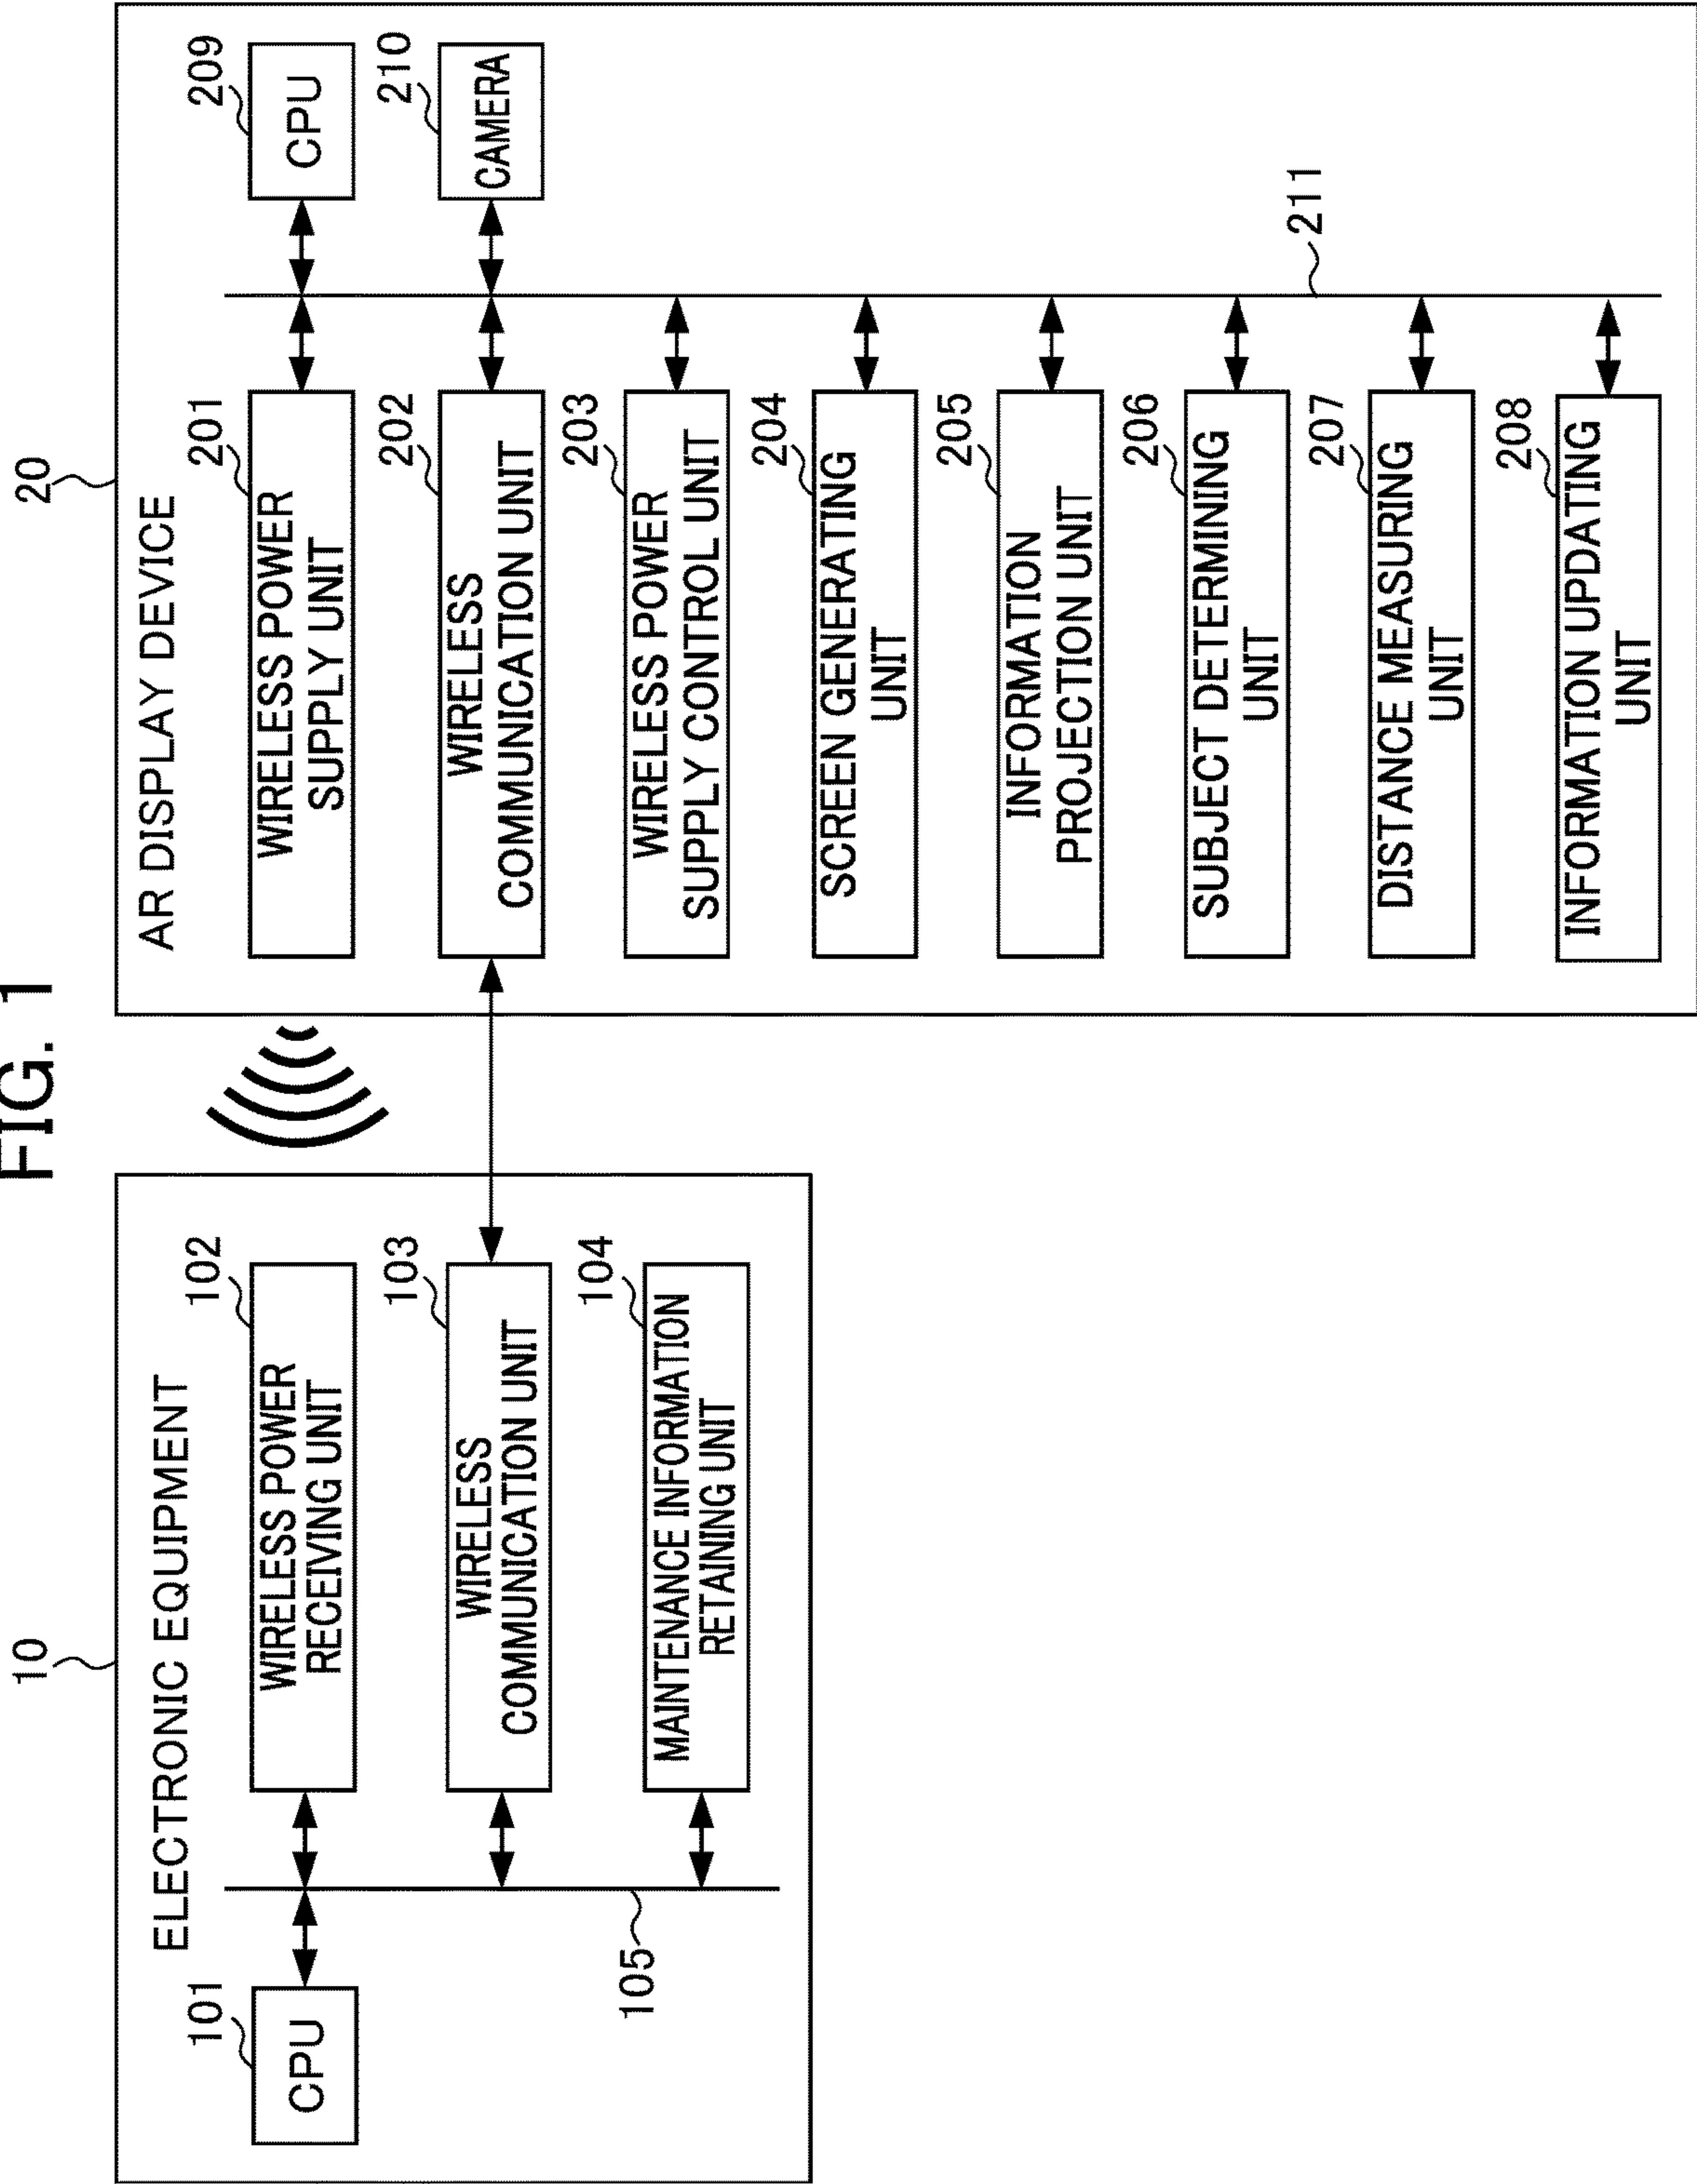 FIG. 1
10
ELECTRONIC EQUIPMENT
101
CPU
102
WIRELESS POWER
RECEIVING UNIT
103
WIRELESS
COMMUNICATION UNIT
104
MAINTENANCE INFORMATION
RETAINING UNIT
105
20
AR DISPLAY DEVICE
201
WIRELESS POWER
SUPPLY UNIT
202
WIRELESS
COMMUNICATION UNIT
203
WIRELESS POWER
SUPPLY CONTROL UNIT
204
SCREEN GENERATING
UNIT
205
INFORMATION
PROJECTION UNIT
206
SUBJECT DETERMINING
UNIT
207
DISTANCE MEASURING
UNIT
208
INFORMATION UPDATING
UNIT
209
CPU
210
CAMERA
211